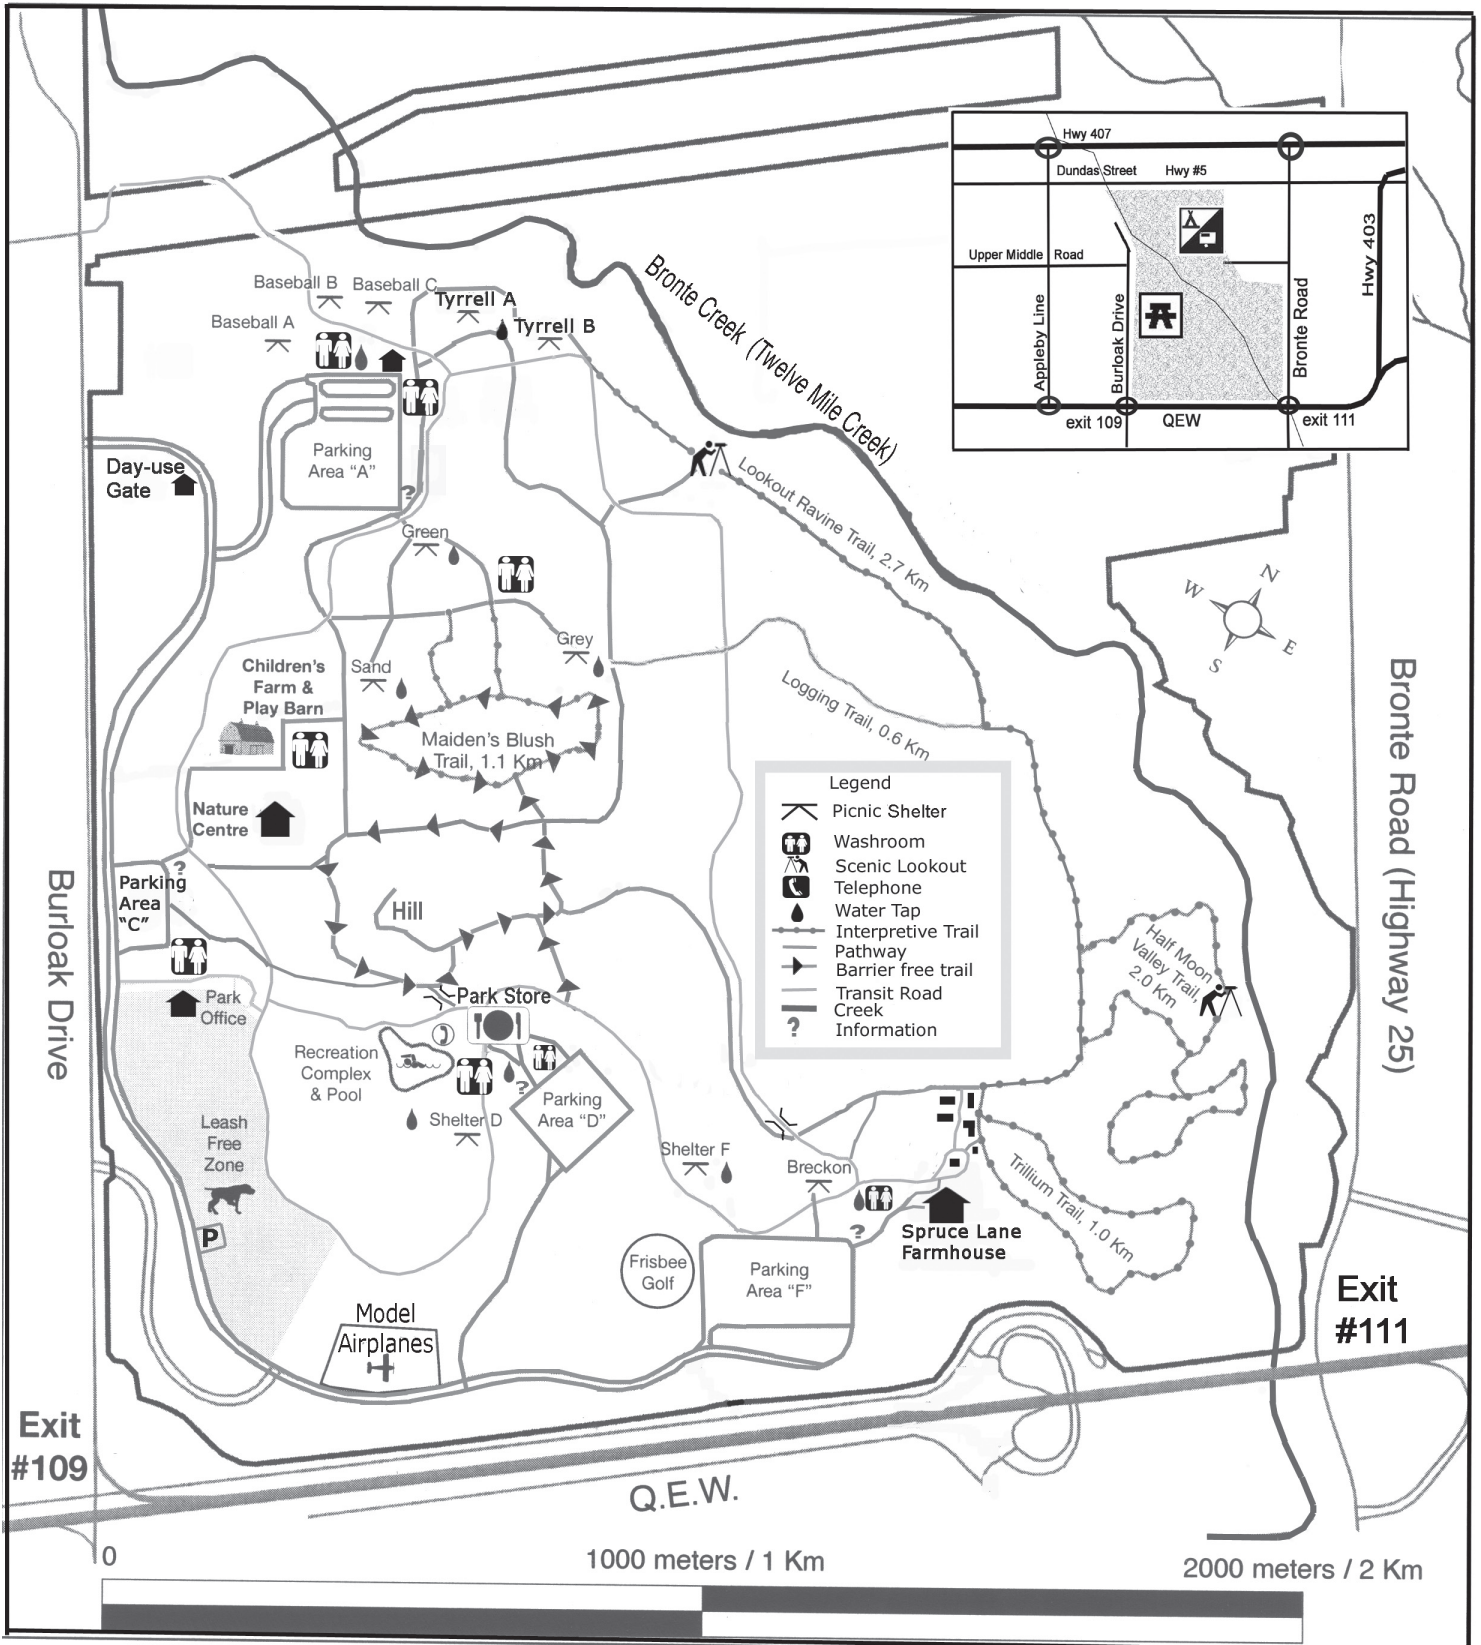 Hwy 407
Dundas Street
Hwy #5
Upper Middle Road
Appleby Line
Burloak Drive
Bronte Road
Hwy 403
exit 109
QEW
exit 111
Bronte Creek (Twelve Mile Creek)
Baseball B
Baseball C
Tyrrell A
Baseball A
Tyrrell B
Parking
Area "A"
?
Day-use
Gate
Lookout Ravine Trail, 2.7 Km
Green
N
W
E
S
Grey
Sand
Children's
Farm &
Play Barn
Logging Trail, 0.6 Km
Maiden's Blush
Trail, 1.1 Km
Nature
Centre
Bronte Road (Highway 25)
Legend
Picnic Shelter
Washroom
Scenic Lookout
Telephone
Water Tap
Interpretive Trail
Pathway
Barrier free trail
Transit Road
Creek
? Information
?
Parking
Area
"C"
Burloak Drive
Hill
Half Moon
Valley Trail,
2.0 Km
Park
Office
Park Store
Recreation
Complex
& Pool
?
Parking
Area "D"
Shelter D
Leash
Free
Zone
P
Shelter F
Breckon
Trillium Trail, 1.0 Km
?
Spruce Lane
Farmhouse
Frisbee
Golf
Parking
Area "F"
Model
Airplanes
Exit
#111
Exit
#109
Q.E.W.
0
1000 meters / 1 Km
2000 meters / 2 Km